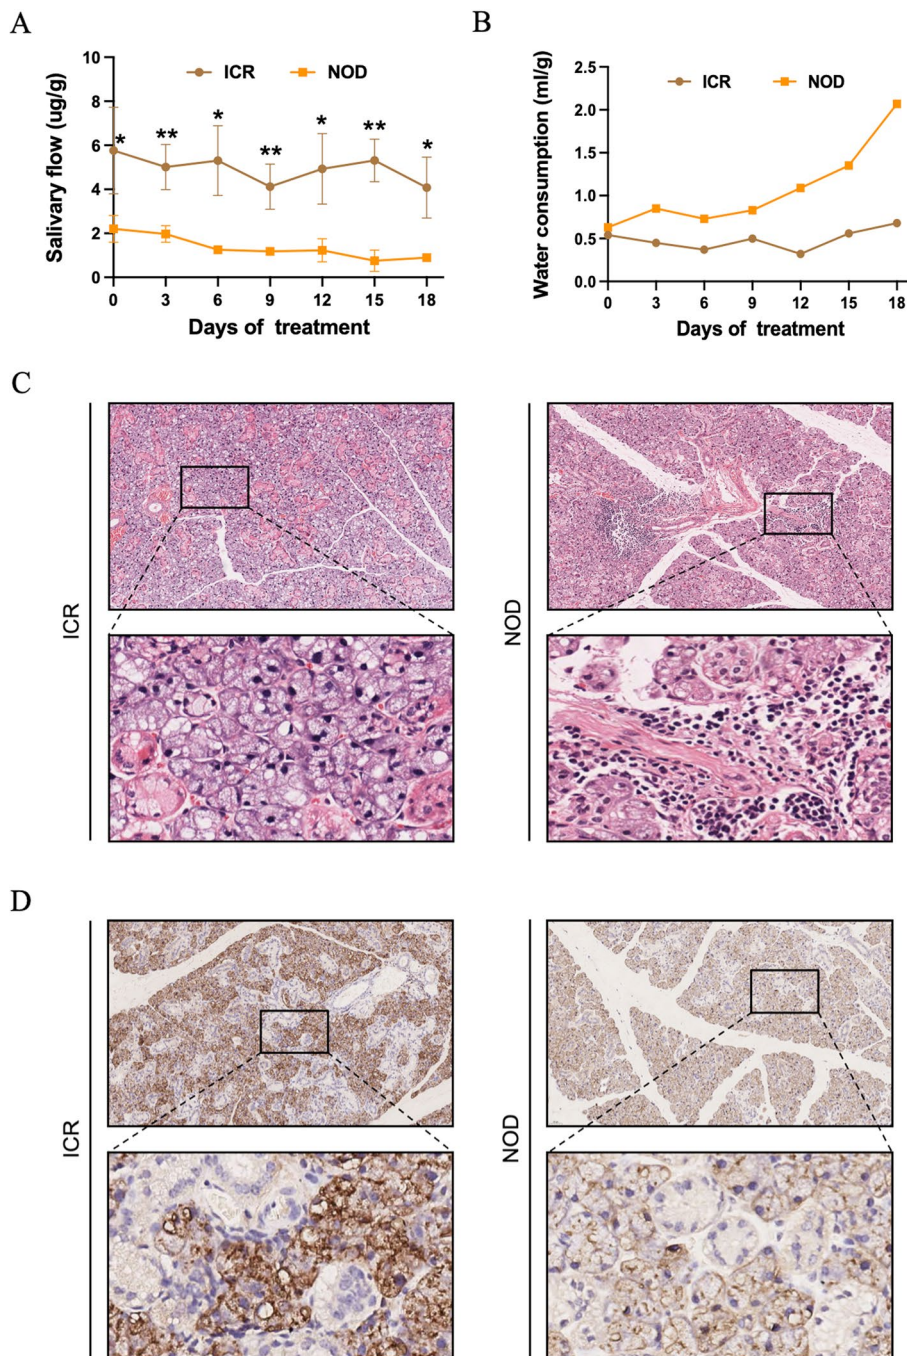 A
B
Salivary flow (ug/g)
ICR NOD
10
8
6
4
2
0
* ** * ** * ** *
0 3 6 9 12 15 18
Days of treatment
Water consumption (ml/g)
ICR NOD
2.5
2.0
1.5
1.0
0.5
0.0
0 3 6 9 12 15 18
Days of treatment
C
ICR
NOD
D
ICR
NOD